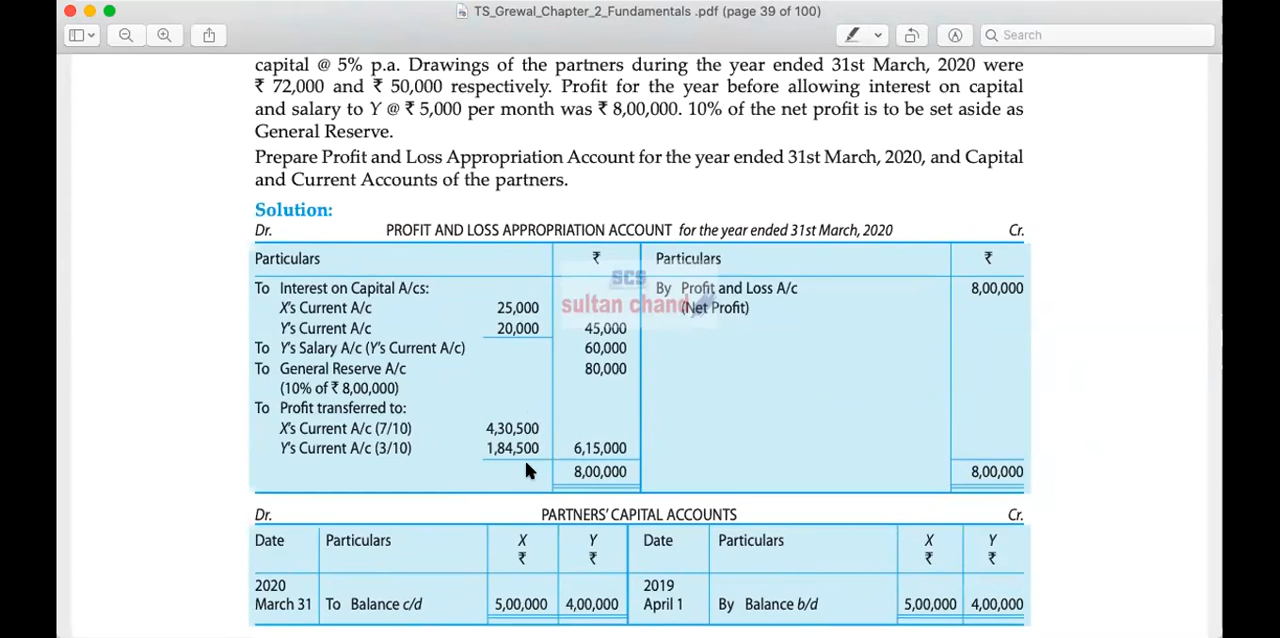 TS_Grewal_Chapter_2_Fundamentals .pdf (page 39 of 100)
Search
capital @ 5% p.a. Drawings of the partners during the year ended 31st March, 2020 were
₹ 72,000 and ₹ 50,000 respectively. Profit for the year before allowing interest on capital
and salary to Y @ ₹ 5,000 per month was ₹ 8,00,000. 10% of the net profit is to be set aside as
General Reserve.
Prepare Profit and Loss Appropriation Account for the year ended 31st March, 2020, and Capital
and Current Accounts of the partners.
Solution:
Dr. PROFIT AND LOSS APPROPRIATION ACCOUNT for the year ended 31st March, 2020 Cr.
Particulars ₹ Particulars ₹
SCS
sultan chand
To Interest on Capital A/cs: By Profit and Loss A/c 8,00,000
X's Current A/c 25,000 (Net Profit)
Y's Current A/c 20,000 45,000
To Y's Salary A/c (Y's Current A/c) 60,000
To General Reserve A/c 80,000
(10% of ₹ 8,00,000)
To Profit transferred to:
X's Current A/c (7/10) 4,30,500
Y's Current A/c (3/10) 1,84,500 6,15,000
8,00,000 8,00,000
Dr. PARTNERS' CAPITAL ACCOUNTS Cr.
Date Particulars X Y Date Particulars X Y
₹ ₹ ₹ ₹
2020 2019
March 31 To Balance c/d 5,00,000 4,00,000 April 1 By Balance b/d 5,00,000 4,00,000